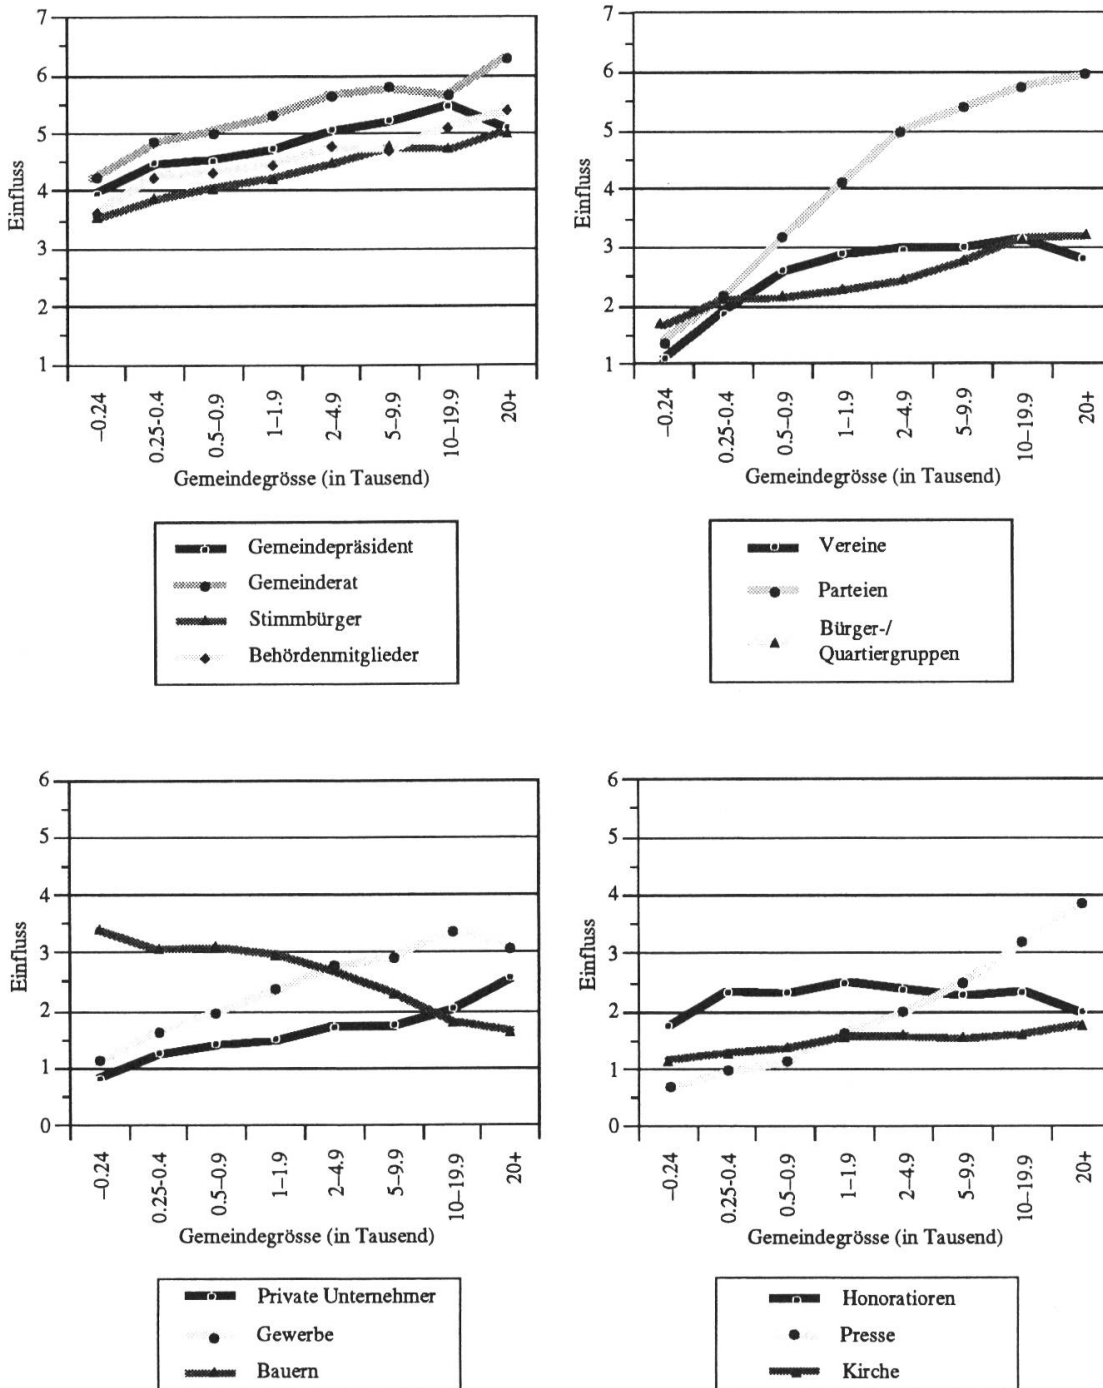 7
6
5
4
3
2
1
Einfluss
–0.24
0.25-0.4
0.5–0.9
1–1.9
2–4.9
5–9.9
10–19.9
20+
Gemeindegrösse (in Tausend)
Gemeindepräsident
Gemeinderat
Stimmbürger
Behördenmitglieder
7
6
5
4
3
2
1
Einfluss
–0.24
0.25-0.4
0.5–0.9
1–1.9
2–4.9
5–9.9
10–19.9
20+
Gemeindegrösse (in Tausend)
Vereine
Parteien
Bürger-/
Quartiergruppen
6
5
4
3
2
1
0
Einfluss
–0.24
0.25-0.4
0.5–0.9
1–1.9
2–4.9
5–9.9
10–19.9
20+
Gemeindegrösse (in Tausend)
Private Unternehmer
Gewerbe
Bauern
6
5
4
3
2
1
0
Einfluss
–0.24
0.25-0.4
0.5–0.9
1–1.9
2–4.9
5–9.9
10–19.9
20+
Gemeindegrösse (in Tausend)
Honoratioren
Presse
Kirche